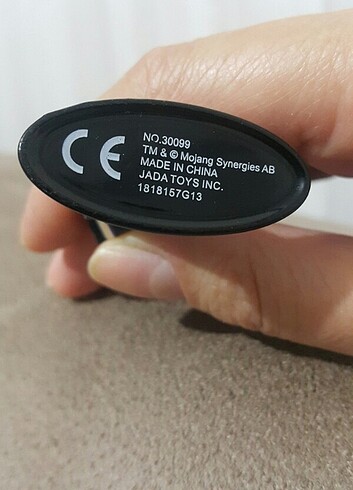 CE
NO.30099
TM & © Mojang Synergies AB
MADE IN CHINA
JADA TOYS INC.
1818157G13